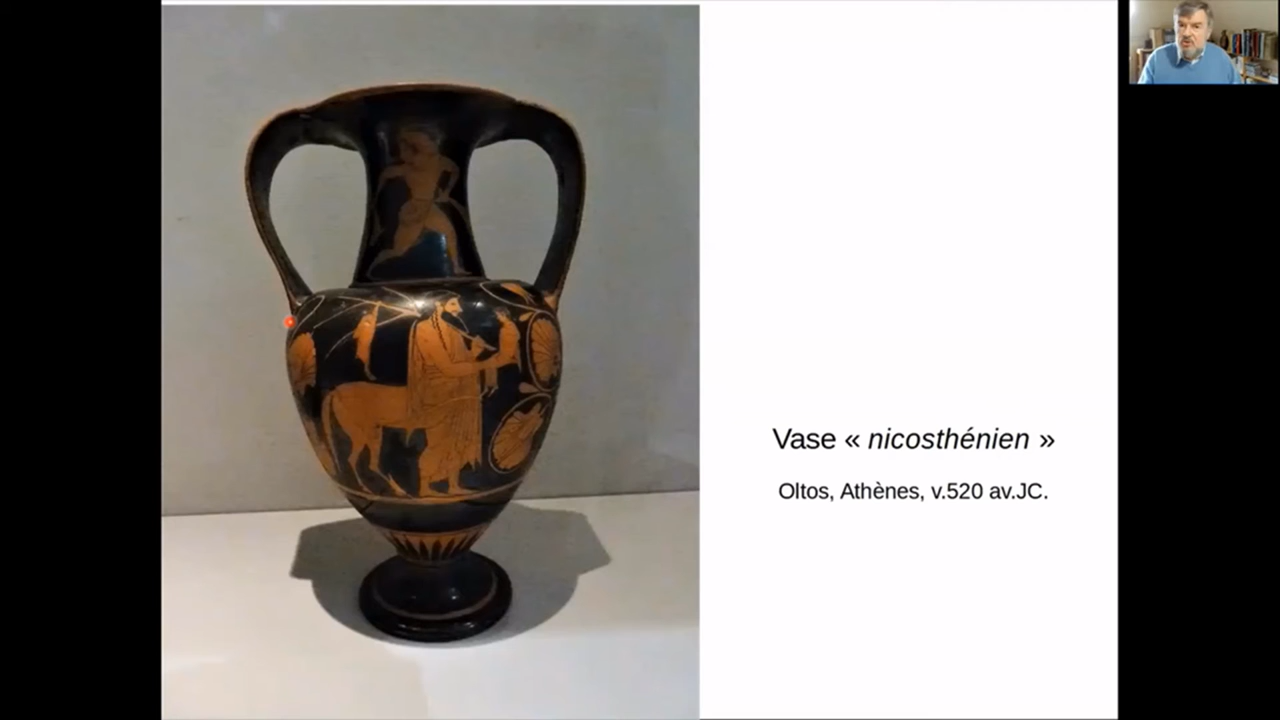 Vase « nicosthénien »
Oltos, Athènes, v.520 av.JC.